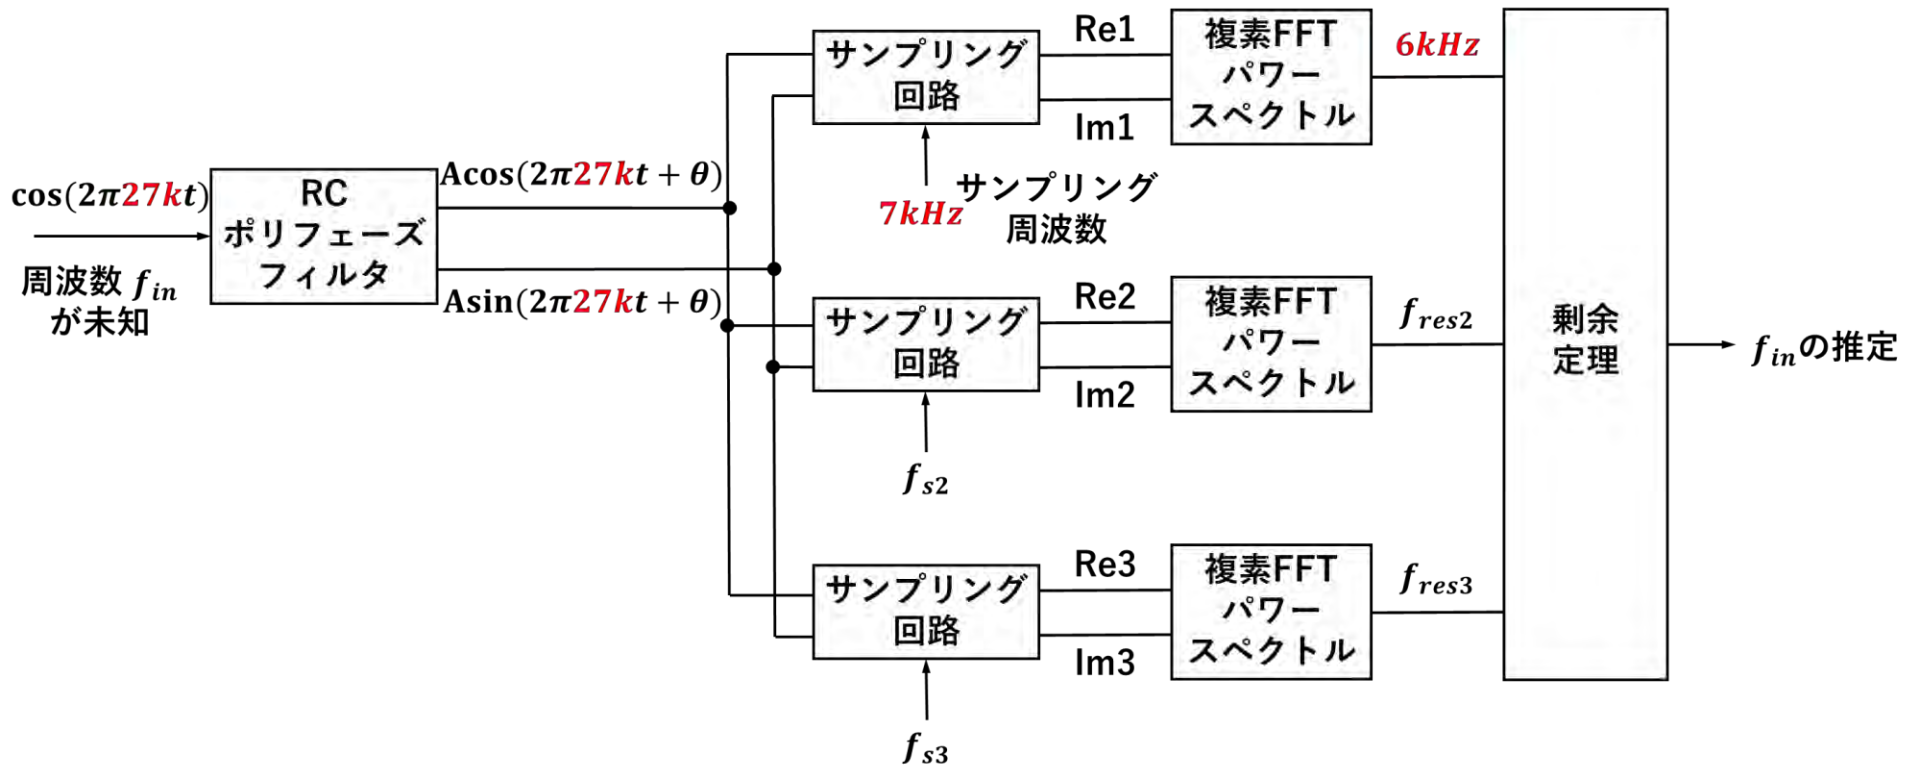 cos(2π27kt)
周波数 f_in
が未知
RC
ポリフェーズ
フィルタ
Acos(2π27kt + θ)
Asin(2π27kt + θ)
サンプリング
回路
7kHz
サンプリング
周波数
Re1
Im1
複素FFT
パワー
スペクトル
6kHz
サンプリング
回路
f_s2
Re2
Im2
複素FFT
パワー
スペクトル
f_res2
サンプリング
回路
f_s3
Re3
Im3
複素FFT
パワー
スペクトル
f_res3
剰余
定理
f_inの推定